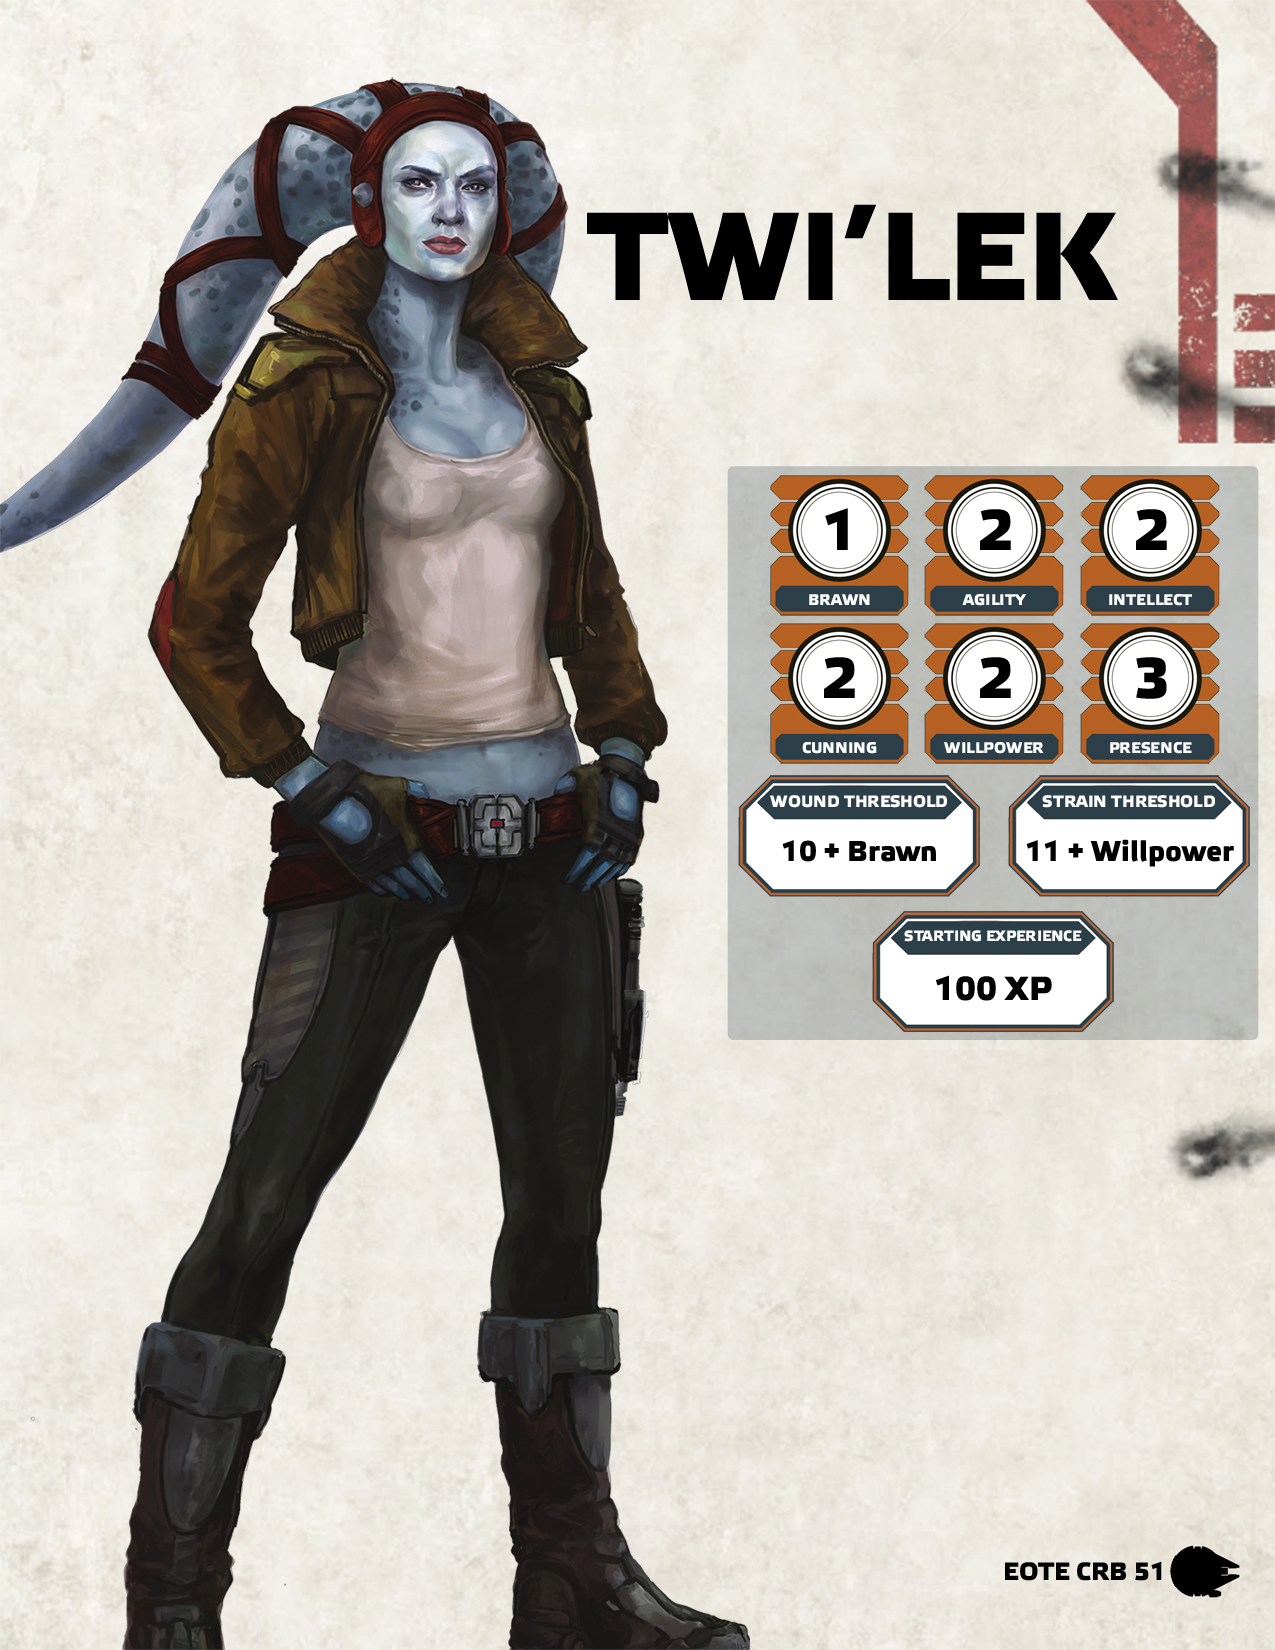 TWI'LEK
1 2 2
BRAWN AGILITY INTELLECT
2 2 3
CUNNING WILLPOWER PRESENCE
WOUND THRESHOLD STRAIN THRESHOLD
10 + Brawn 11 + Willpower
STARTING EXPERIENCE
100 XP
EOTE CRB 51